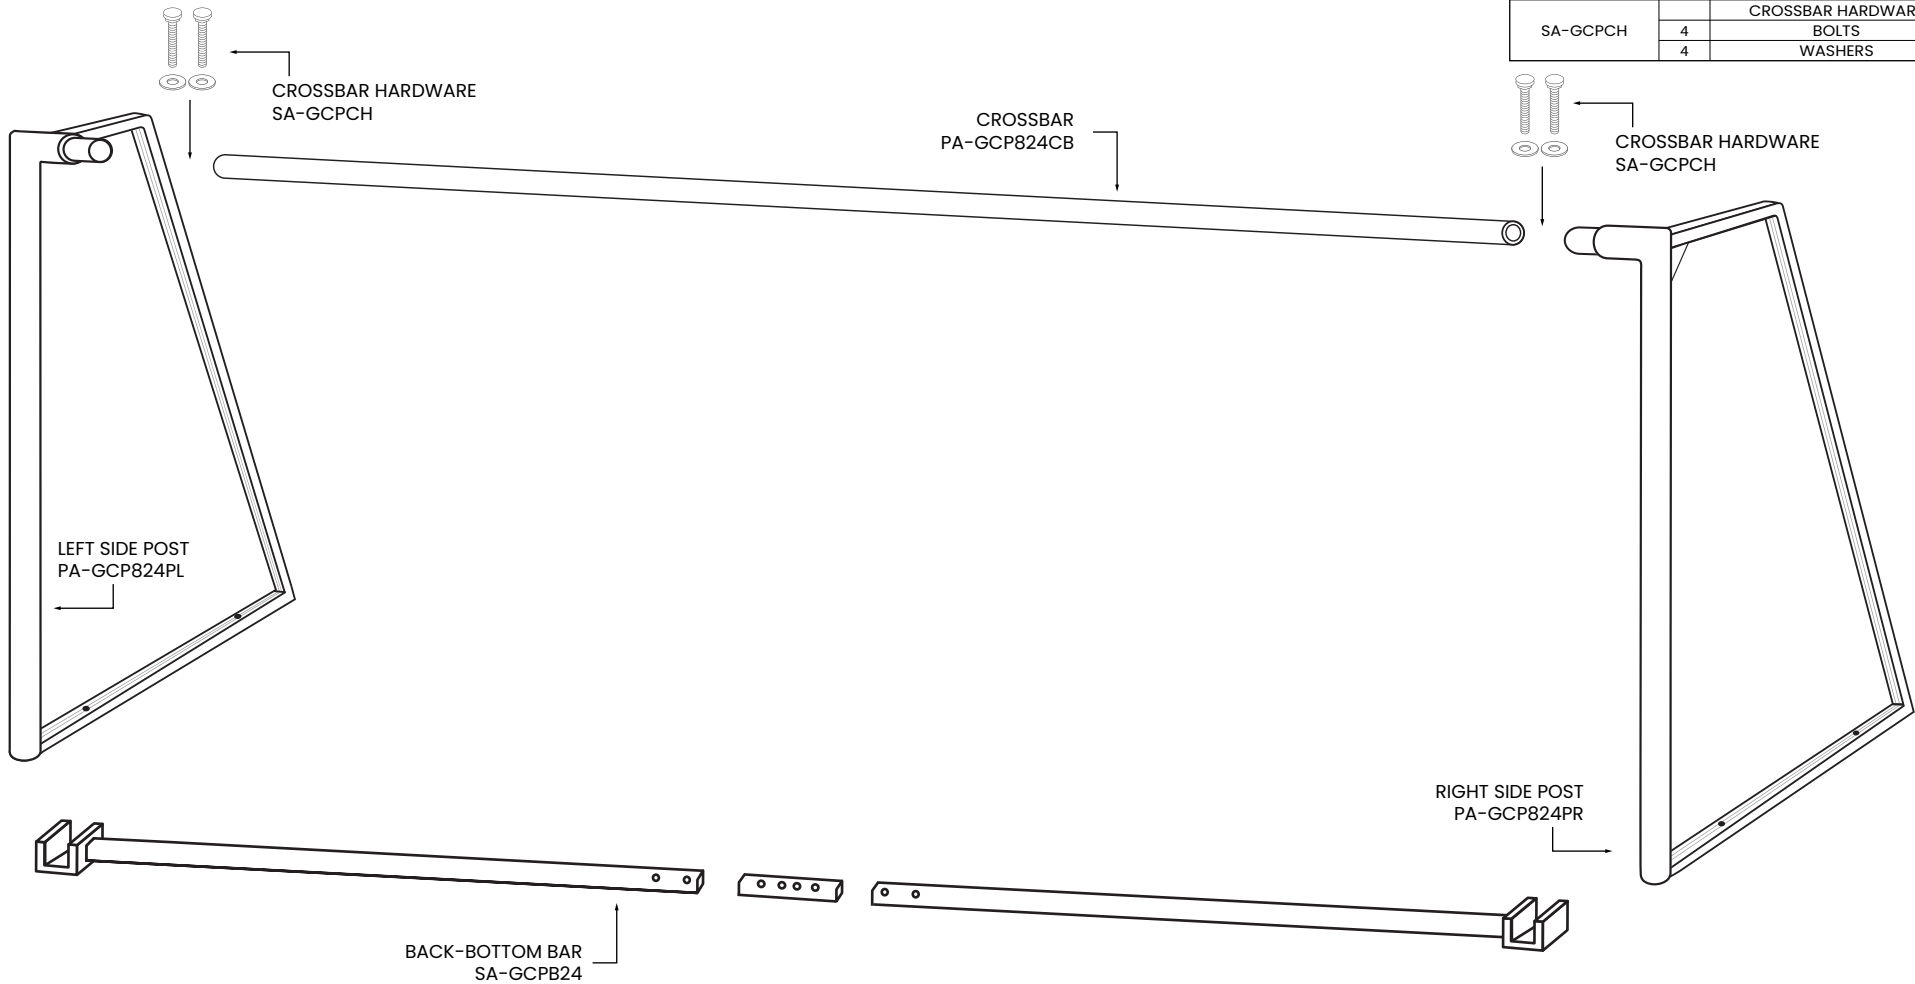 CROSSBAR HARDWAR
SA-GCPCH
4 BOLTS
4 WASHERS
CROSSBAR HARDWARE
SA-GCPCH
CROSSBAR
PA-GCP824CB
CROSSBAR HARDWARE
SA-GCPCH
LEFT SIDE POST
PA-GCP824PL
RIGHT SIDE POST
PA-GCP824PR
BACK-BOTTOM BAR
SA-GCPB24